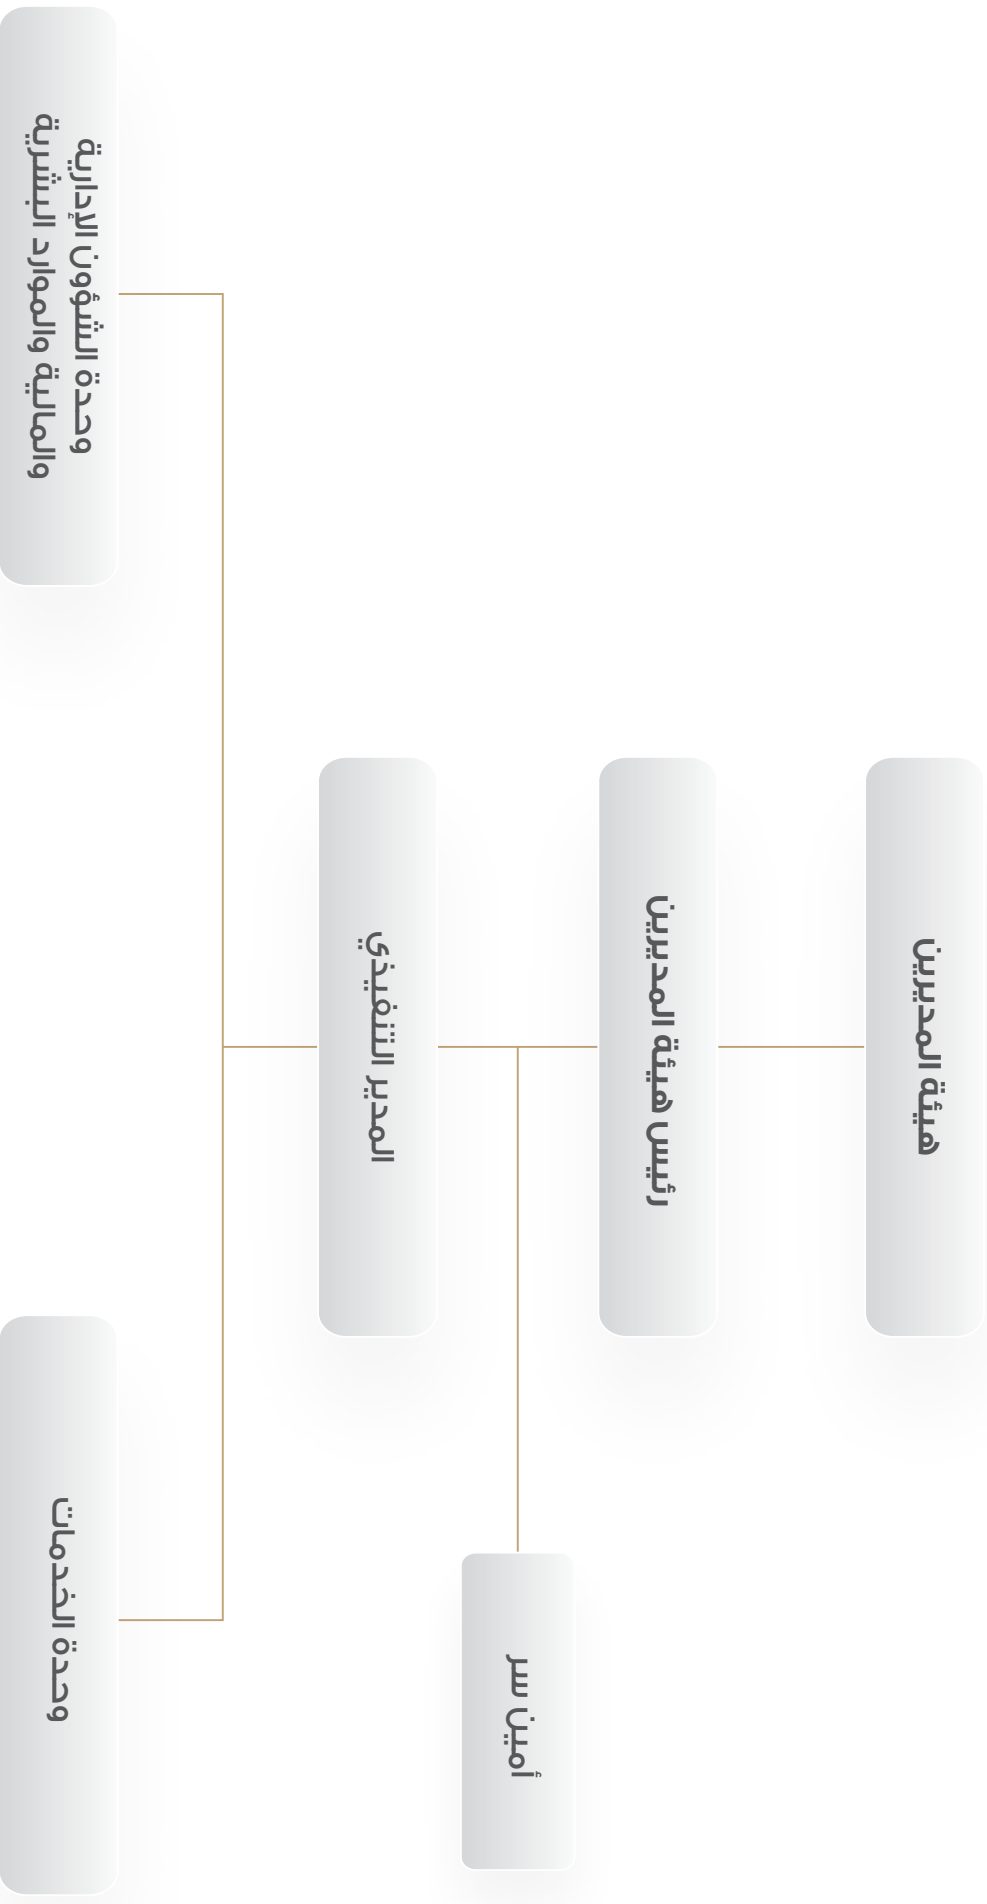 هيئة المديرين
رئيس هيئة المديرين
أمين سر
المدير التنفيذي
وحدة الخدمات
وحدة الشؤون الإدارية
والمالية والموارد البشرية